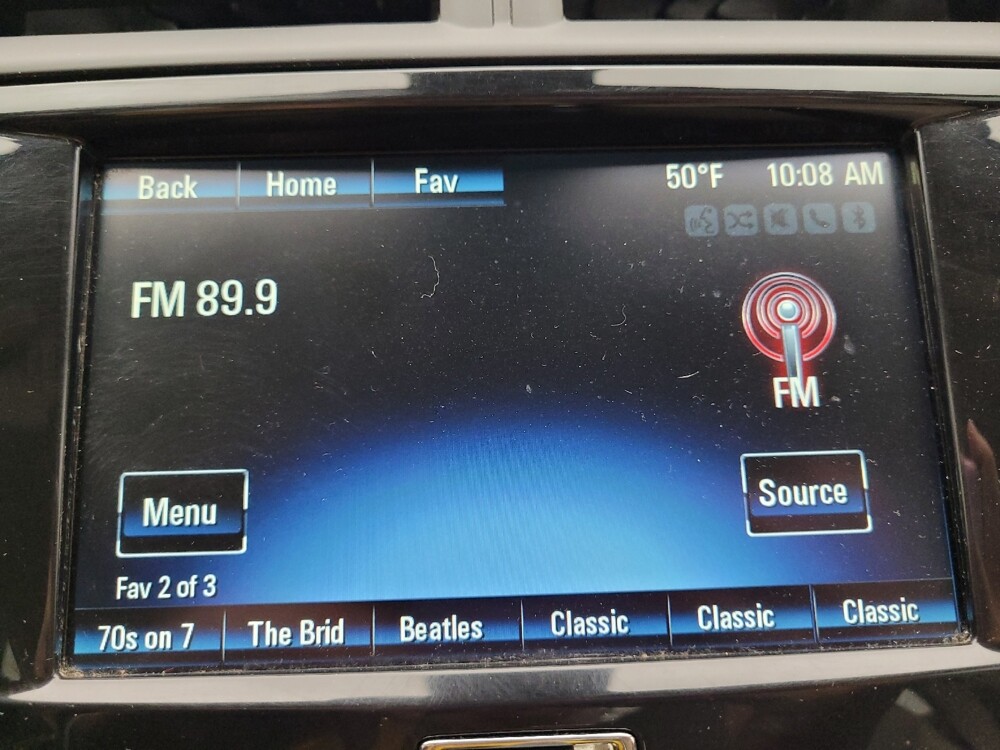 Back Home Fav 50°F 10:08 AM
FM 89.9
FM
Menu Source
Fav 2 of 3
70s on 7 The Brid Beatles Classic Classic Classic